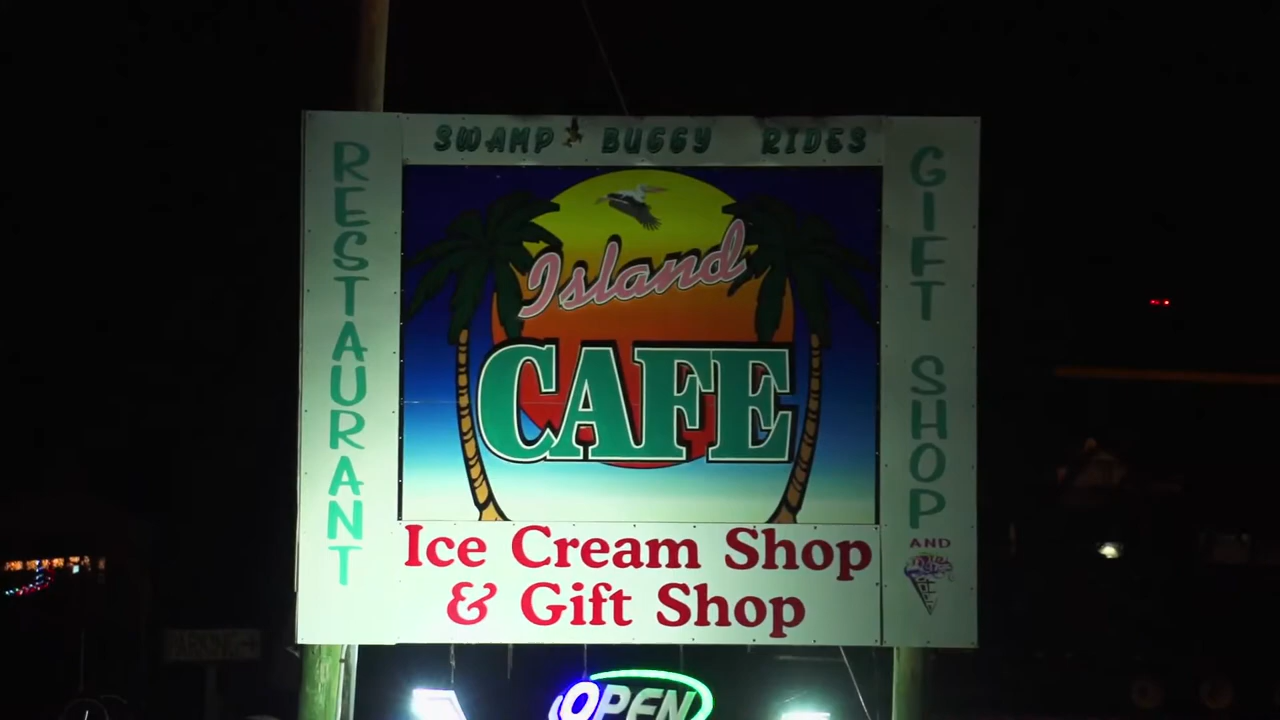 SWAMP BUGGY RIDES
RESTAURANT
Island
CAFE
GIFT SHOP
AND
Ice Cream Shop
& Gift Shop
OPEN